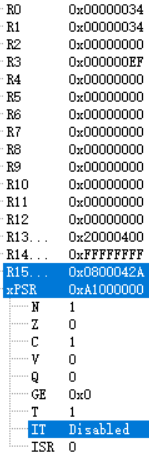 R0 0x00000034
R1 0x00000034
R2 0x00000000
R3 0x000000EF
R4 0x00000000
R5 0x00000000
R6 0x00000000
R7 0x00000000
R8 0x00000000
R9 0x00000000
R10 0x00000000
R11 0x00000000
R12 0x00000000
R13... 0x20000400
R14... 0xFFFFFFFF
R15... 0x0800042A
xPSR 0xA1000000
N 1
Z 0
C 1
V 0
Q 0
GE 0x0
T 1
IT Disabled
ISR 0